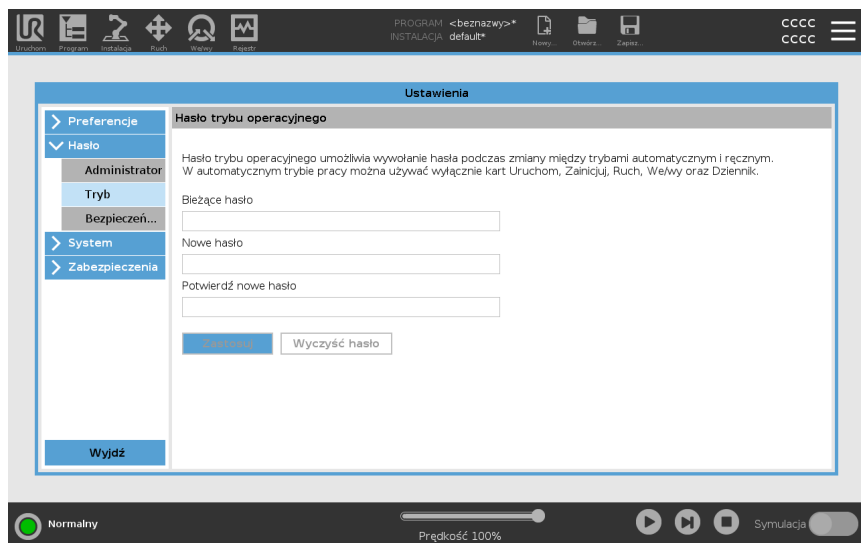 PROGRAM <beznazwy>*
INSTALACJA default*
CCCC
CCCC
Uruchom Program Instalacja Ruch We/wy Rejestr
Nowy... Otwórz... Zapisz...
Ustawienia
Preferencje
Hasło
Administrator
Tryb
Bezpieczeń...
System
Zabezpieczenia
Wyjdź
Hasło trybu operacyjnego
Hasło trybu operacyjnego umożliwia wywołanie hasła podczas zmiany między trybami automatycznym i ręcznym.
W automatycznym trybie pracy można używać wyłącznie kart Uruchom, Zainicjuj, Ruch, We/wy oraz Dziennik.
Bieżące hasło
Nowe hasło
Potwierdź nowe hasło
Zastosuj
Wyczyść hasło
Normalny
Prędkość 100%
Symulacja